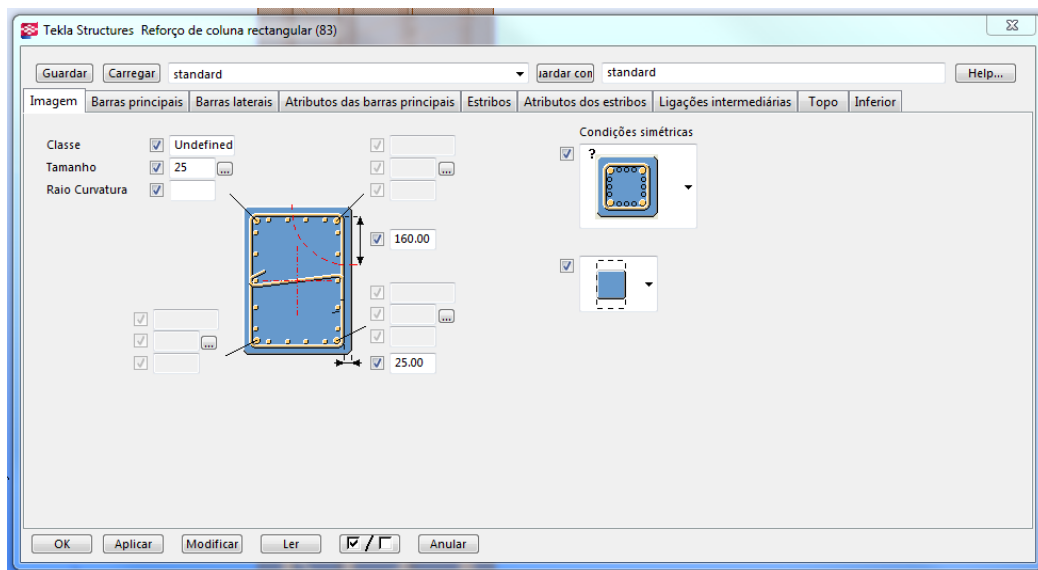 Tekla Structures Reforço de coluna rectangular (83)
Guardar Carregar standard uardar con standard Help...
Imagem Barras principais Barras laterais Atributos das barras principais Estribos Atributos dos estribos Ligações intermediárias Topo Inferior
Condições simétricas
Classe Undefined
?
Tamanho 25 ... ...
Raio Curvatura
160.00
...
...
25.00
OK Aplicar Modificar Ler / Anular